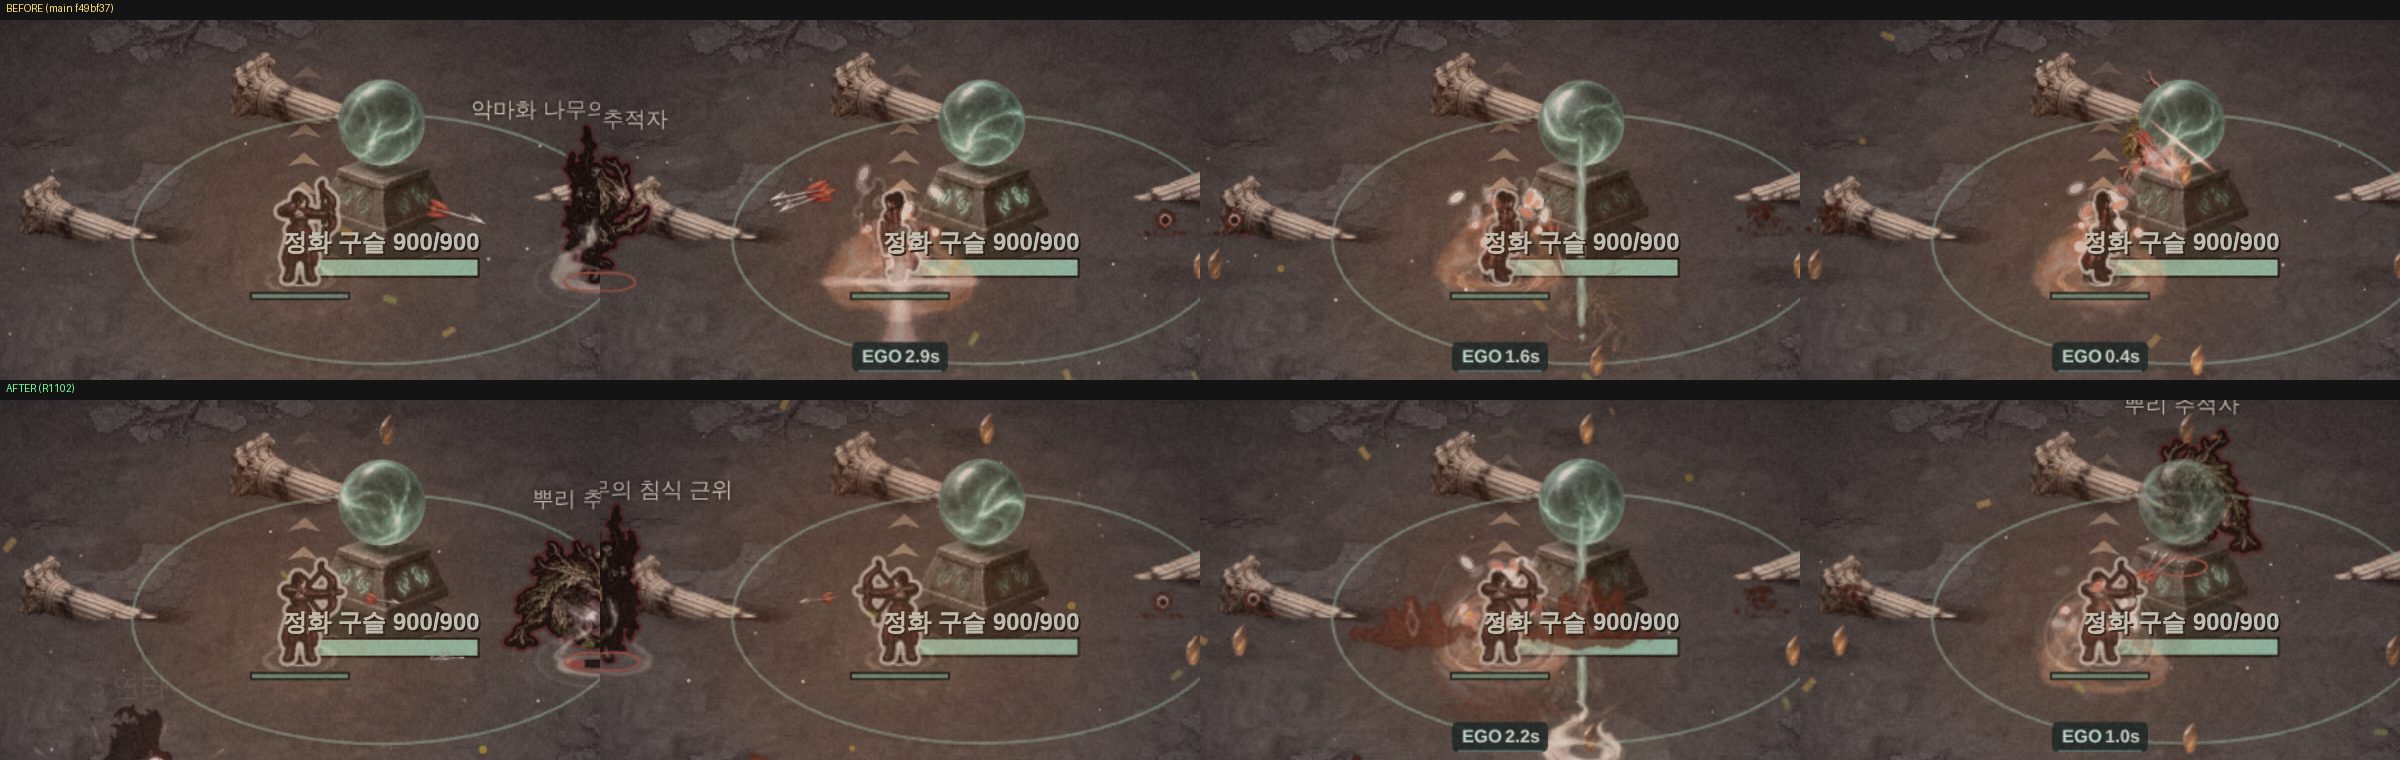 BEFORE (main f49bf37)
악마화 나무의
정화 구슬 900/900
추적자
정화 구슬 900/900
EGO 2.9s
정화 구슬 900/900
EGO 1.6s
정화 구슬 900/900
EGO 0.4s
AFTER (R1102)
뿌리 추
정화 구슬 900/900
의 침식 근위
정화 구슬 900/900
정화 구슬 900/900
EGO 2.2s
뿌리 추적자
정화 구슬 900/900
EGO 1.0s